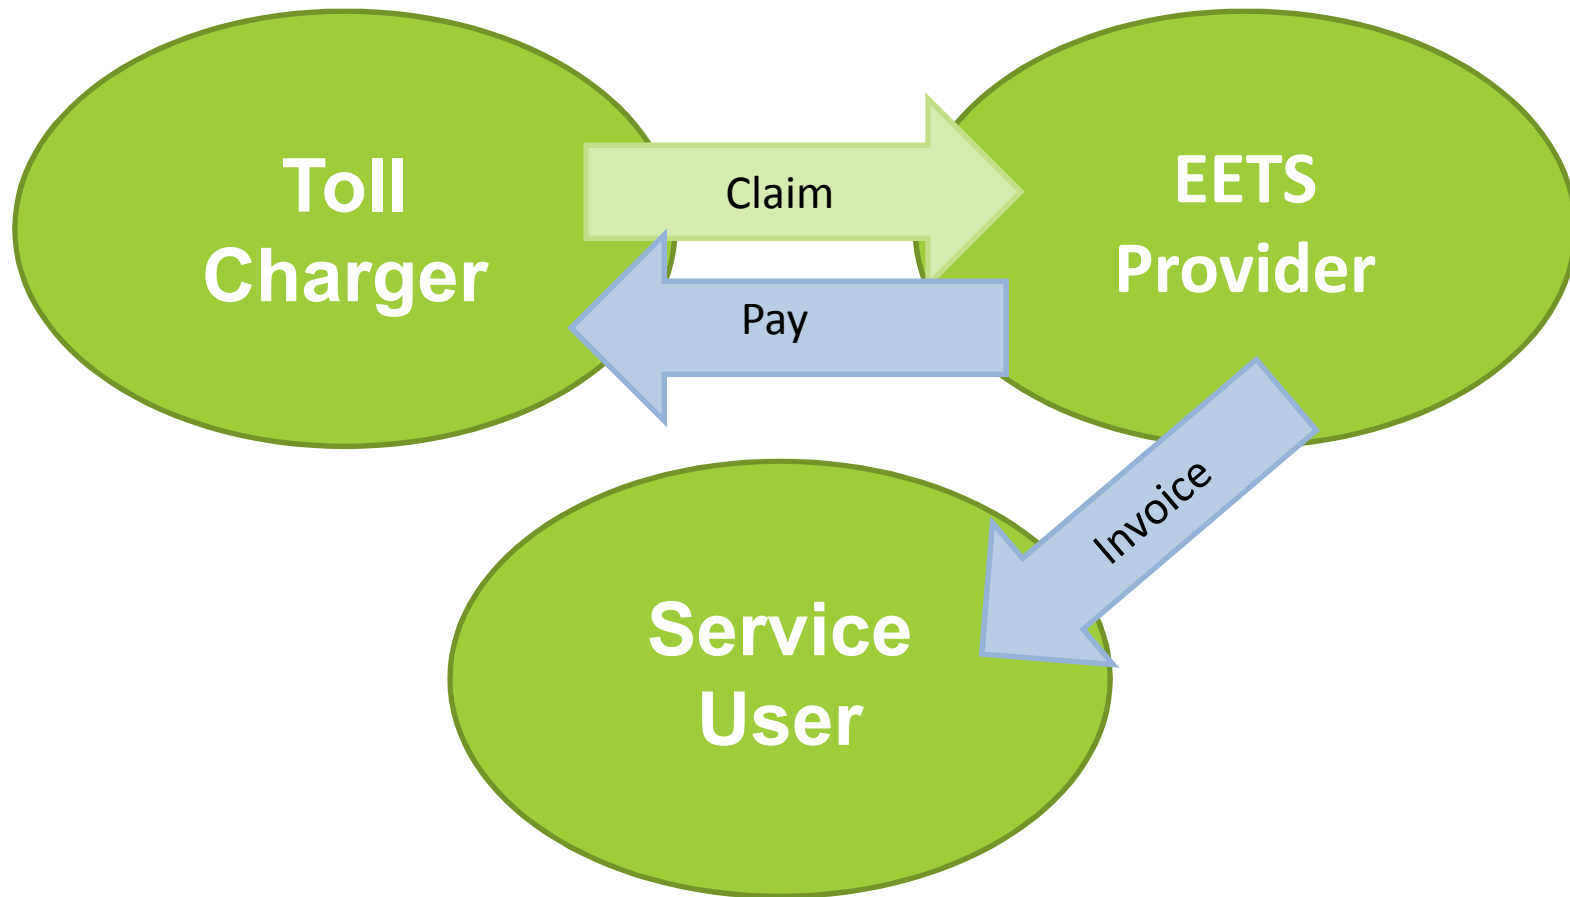 Toll
Charger
Claim
EETS
Provider
Pay
Invoice
Service
User